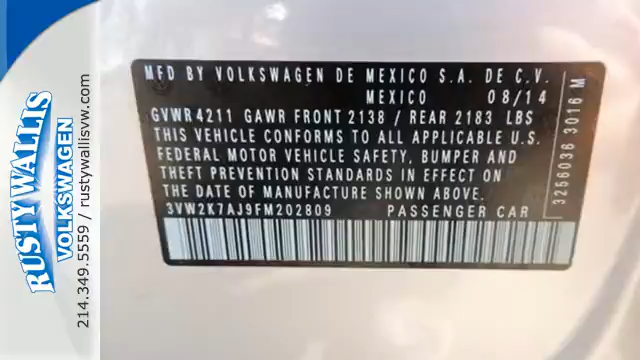 RUSTY WALLIS
VOLKSWAGEN
214.349.5559 / rustywallisvw.com
MFD BY VOLKSWAGEN DE MEXICO S.A. DE C.V.
MEXICO 08/14
GVWR 4211 GAWR FRONT 2138 / REAR 2183 LBS
THIS VEHICLE CONFORMS TO ALL APPLICABLE U.S.
FEDERAL MOTOR VEHICLE SAFETY, BUMPER AND
THEFT PREVENTION STANDARDS IN EFFECT ON
THE DATE OF MANUFACTURE SHOWN ABOVE.
3VW2K7AJ9FM202809 PASSENGER CAR
3256036 3016 M